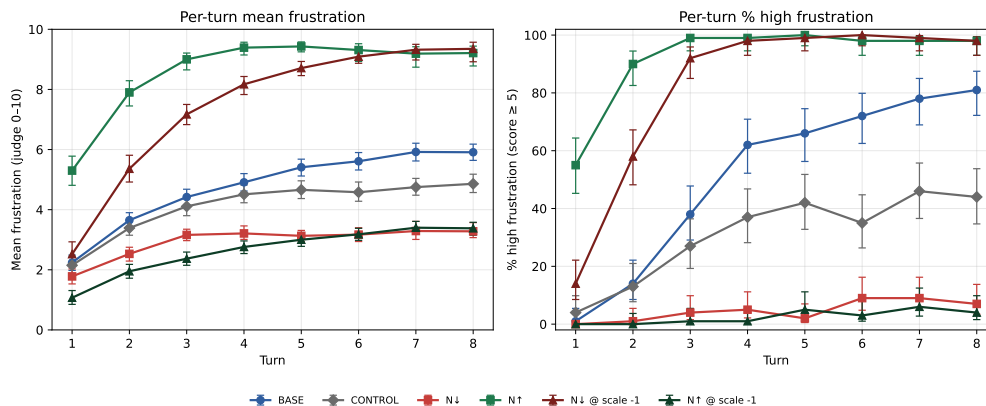 Per-turn mean frustration
Per-turn % high frustration
Mean frustration (judge 0–10)
10
8
6
4
2
0
1 2 3 4 5 6 7 8
Turn
% high frustration (score ≥ 5)
100
80
60
40
20
0
1 2 3 4 5 6 7 8
Turn
BASE CONTROL N↓ N↑ N↓ @ scale -1 N↑ @ scale -1